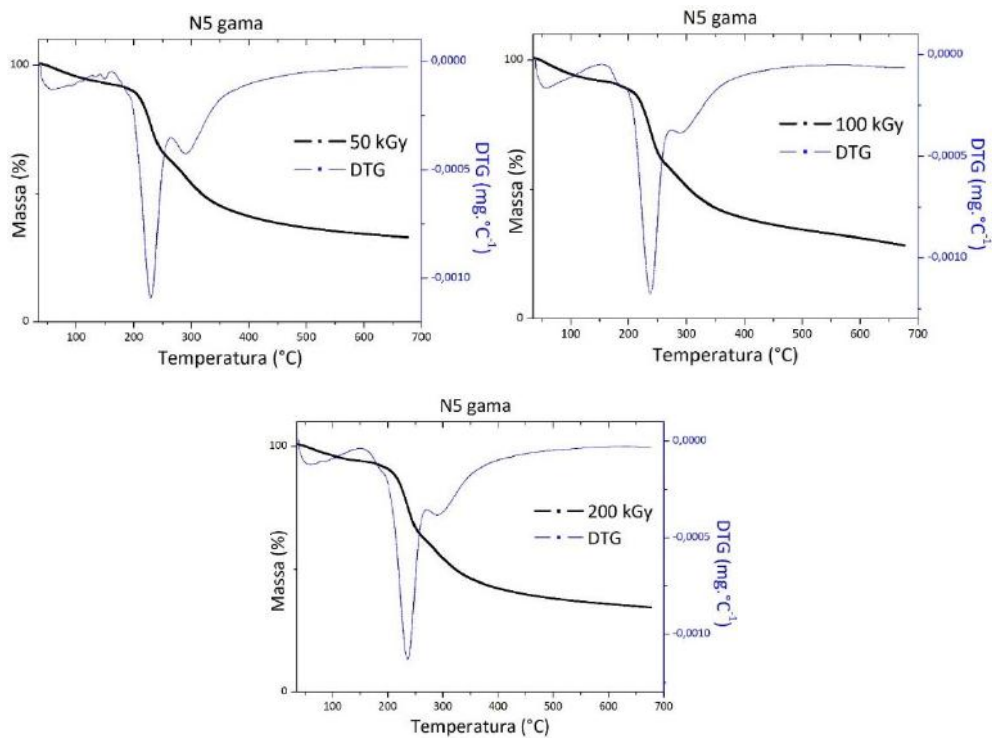 N5 gama
100
0
Massa (%)
100 200 300 400 500 600 700
Temperatura (°C)
0,0000
-0,0005
-0,0010
DTG (mg.°C⁻¹)
50 kGy
DTG
N5 gama
100
0
Massa (%)
100 200 300 400 500 600 700
Temperatura (°C)
0,0000
-0,0005
-0,0010
DTG (mg.°C⁻¹)
100 kGy
DTG
N5 gama
100
0
Massa (%)
100 200 300 400 500 600 700
Temperatura (°C)
0,0000
-0,0005
-0,0010
DTG (mg.°C⁻¹)
200 kGy
DTG